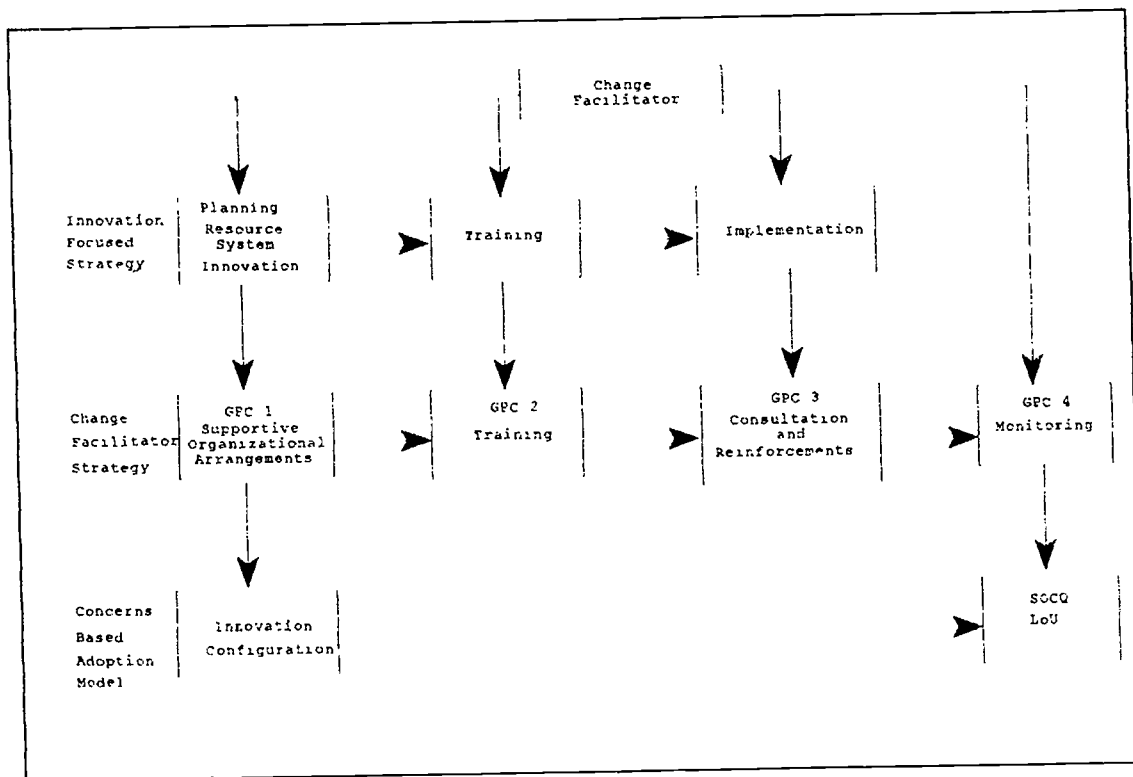 Change
Facilitator
Innovation
Focused
Strategy
Planning
Resource
System
Innovation
Training
Implementation
Change
Facilitator
Strategy
GPC 1
Supportive
Organizational
Arrangements
GPC 2
Training
GPC 3
Consultation
and
Reinforcements
GPC 4
Monitoring
Concerns
Based
Adoption
Model
Innovation
Configuration
SOCQ
LoU